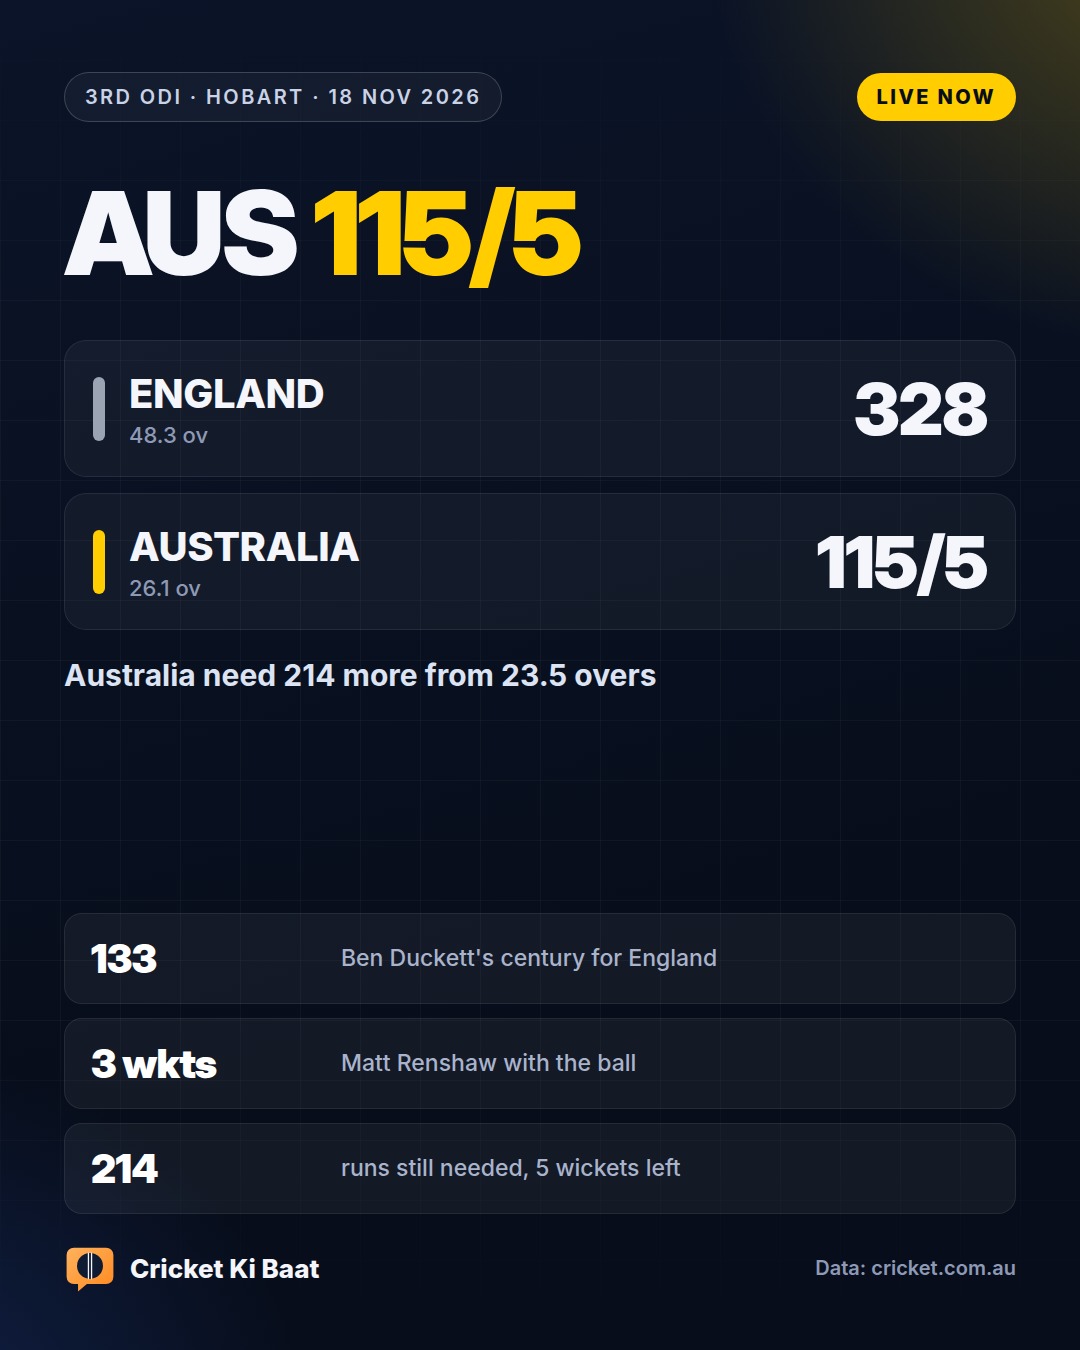 3RD ODI · HOBART · 18 NOV 2026
LIVE NOW
AUS 115/5
ENGLAND
48.3 ov
328
AUSTRALIA
26.1 ov
115/5
Australia need 214 more from 23.5 overs
133
Ben Duckett's century for England
3 wkts
Matt Renshaw with the ball
214
runs still needed, 5 wickets left
Cricket Ki Baat
Data: cricket.com.au